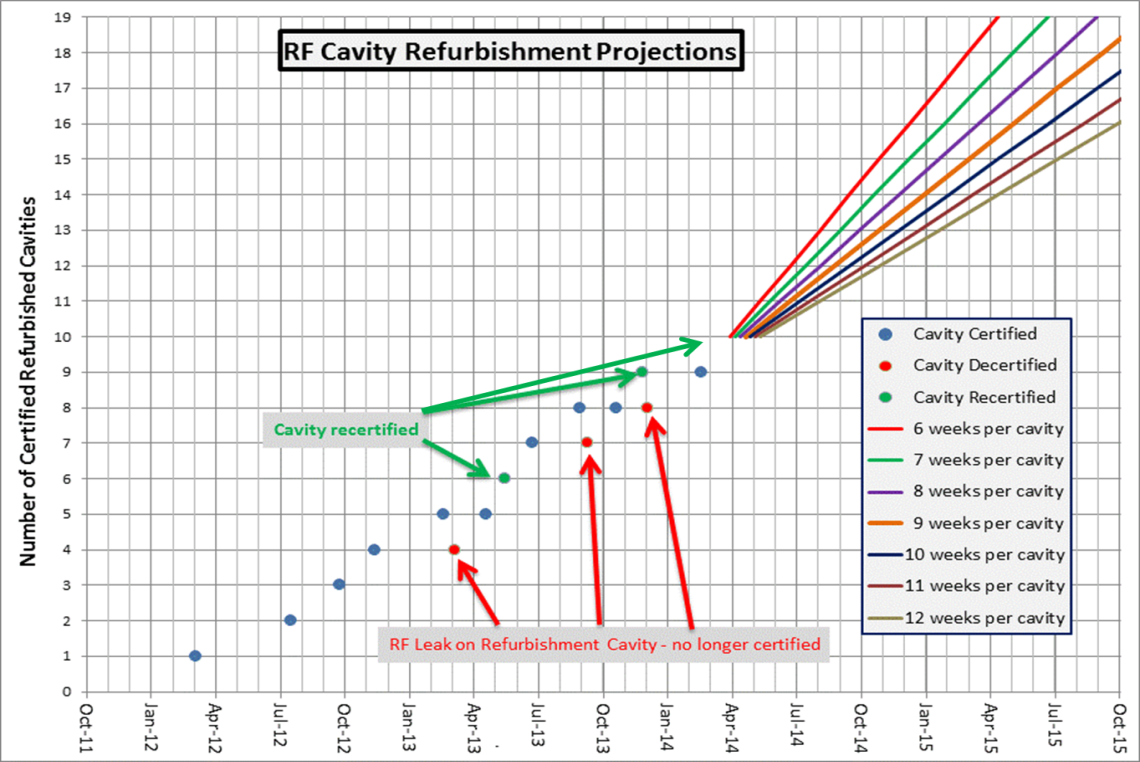 RF Cavity Refurbishment Projections
Number of Certified Refurbished Cavities
19
18
17
16
15
14
13
12
11
10
9
8
7
6
5
4
3
2
1
0
Cavity recertified
RF Leak on Refurbishment Cavity - no longer certified
Cavity Certified
Cavity Decertified
Cavity Recertified
6 weeks per cavity
7 weeks per cavity
8 weeks per cavity
9 weeks per cavity
10 weeks per cavity
11 weeks per cavity
12 weeks per cavity
Oct-11
Jan-12
Apr-12
Jul-12
Oct-12
Jan-13
Apr-13
Jul-13
Oct-13
Jan-14
Apr-14
Jul-14
Oct-14
Jan-15
Apr-15
Jul-15
Oct-15